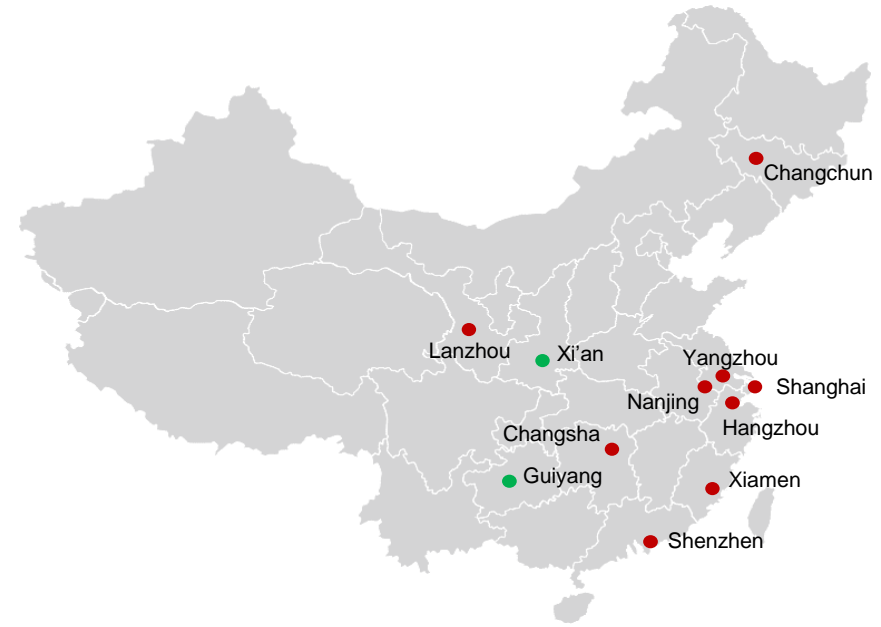 Changchun
Lanzhou
Xi’an
Yangzhou
Nanjing
Shanghai
Hangzhou
Changsha
Guiyang
Xiamen
Shenzhen